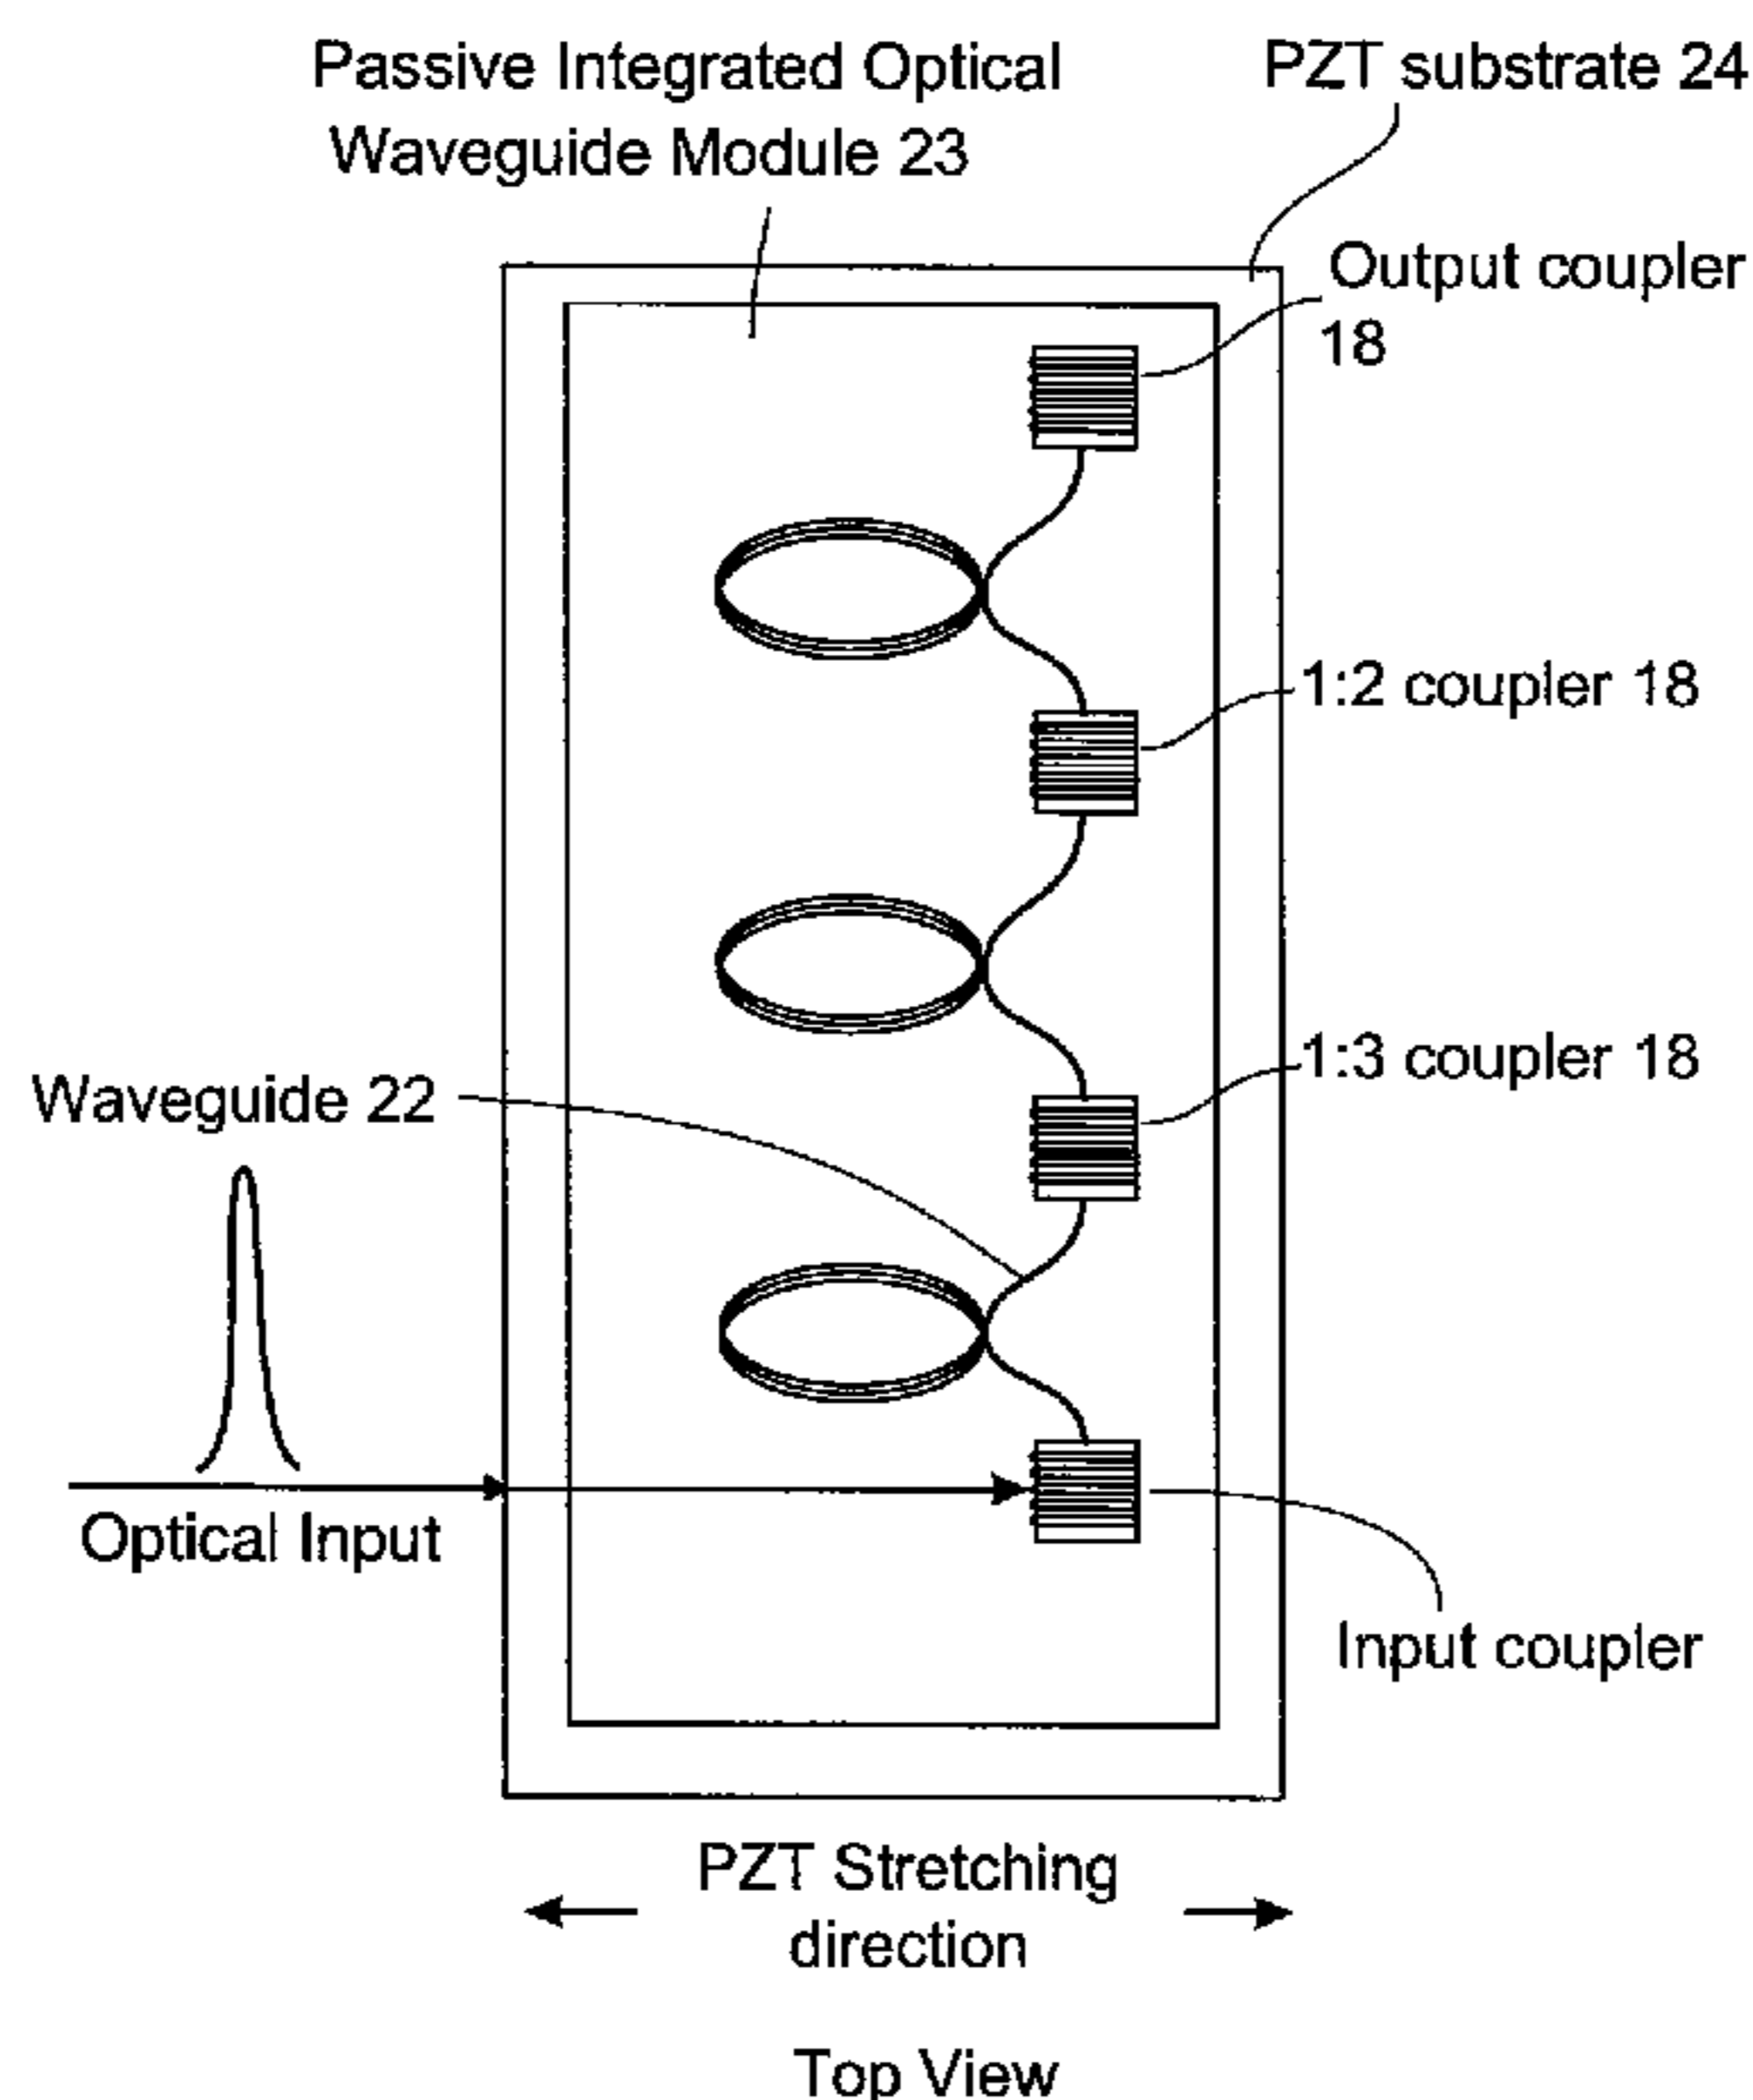 Passive Integrated Optical
Waveguide Module 23
PZT substrate 24
Output coupler
18
1:2 coupler 18
1:3 coupler 18
Waveguide 22
Optical Input
Input coupler
PZT Stretching
direction
Top View